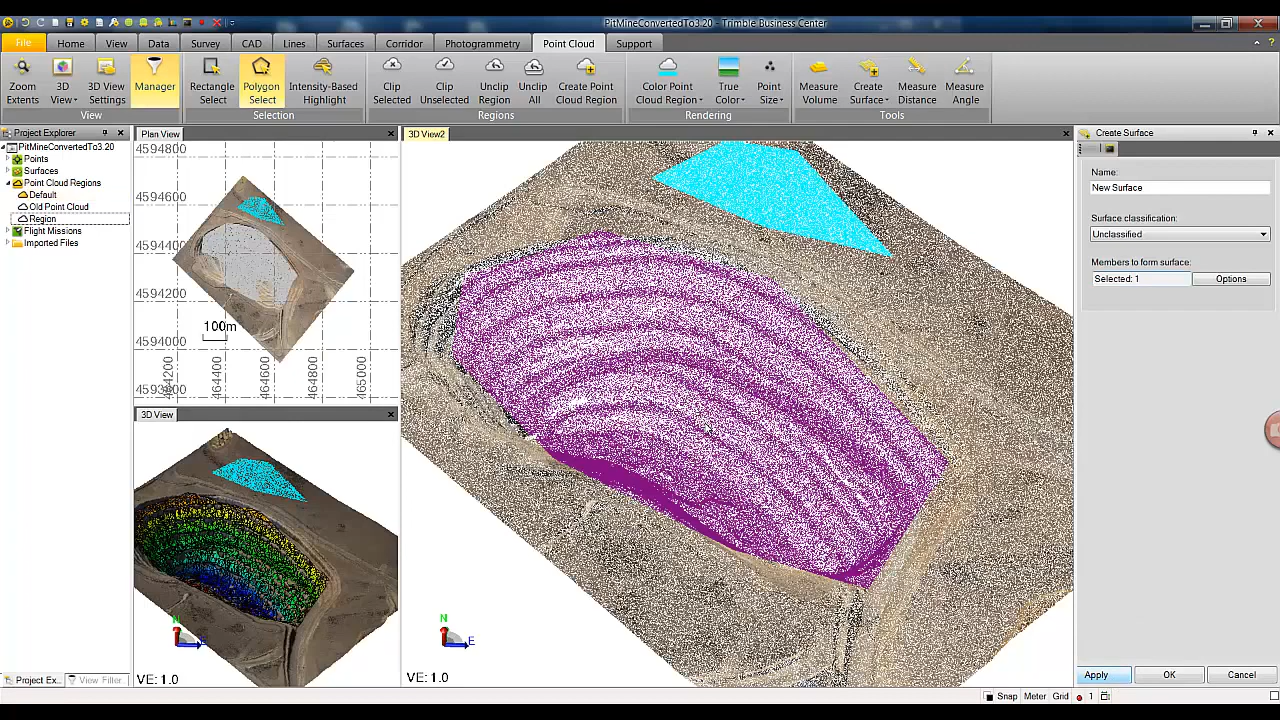 PitMineConvertedTo3.20 - Trimble Business Center
File Home View Data Survey CAD Lines Surfaces Corridor Photogrammetry Point Cloud Support
Zoom Extents
3D View
3D View Settings
Manager
Rectangle Select
Polygon Select
Intensity-Based Highlight
Clip Selected
Clip Unselected
Unclip Region
Unclip All
Create Point Cloud Region
Color Point Cloud Region
True Color
Point Size
Measure Volume
Create Surface
Measure Distance
Measure Angle
View Selection Regions Rendering Tools
Project Explorer
PitMineConvertedTo3.20
Points
Surfaces
Point Cloud Regions
Default
Old Point Cloud
Region
Flight Missions
Imported Files
Project Ex... View Filter...
Plan View
4594800
4594600
4594400
4594200
4594000
100m
464200 464400 464600 464800 465000
3D View
N
E
VE: 1.0
3D View2
N
E
VE: 1.0
Create Surface
Name:
New Surface
Surface classification:
Unclassified
Members to form surface:
Selected: 1 Options
Apply OK Cancel
Snap Meter Grid 1